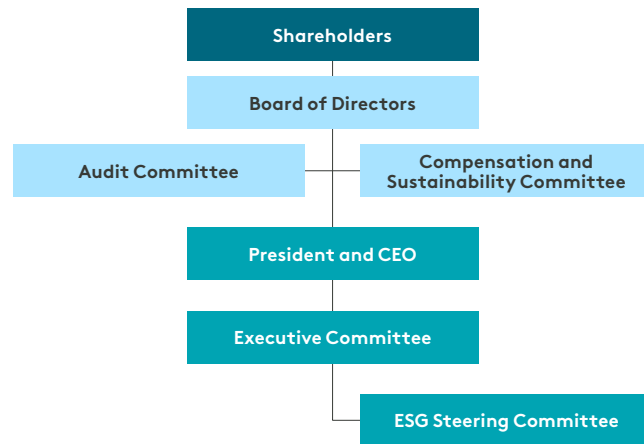 Shareholders
Board of Directors
Audit Committee
Compensation and
Sustainability Committee
President and CEO
Executive Committee
ESG Steering Committee